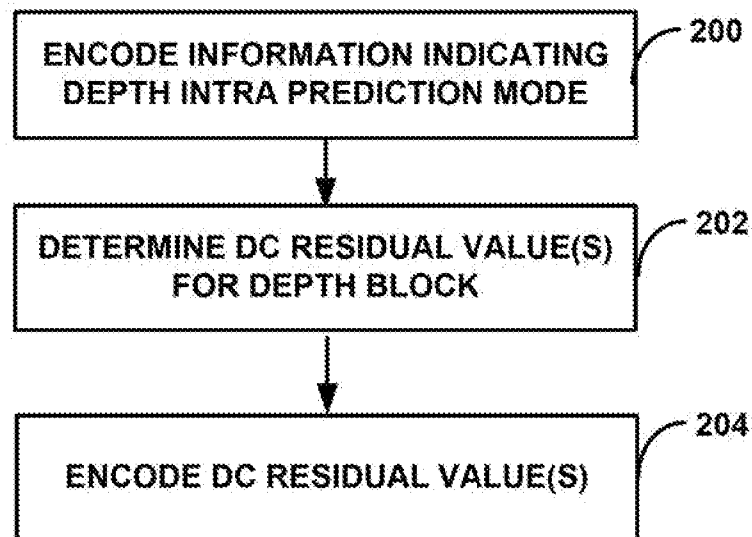 ENCODE INFORMATION INDICATING
DEPTH INTRA PREDICTION MODE
200
DETERMINE DC RESIDUAL VALUE(S)
FOR DEPTH BLOCK
202
ENCODE DC RESIDUAL VALUE(S)
204